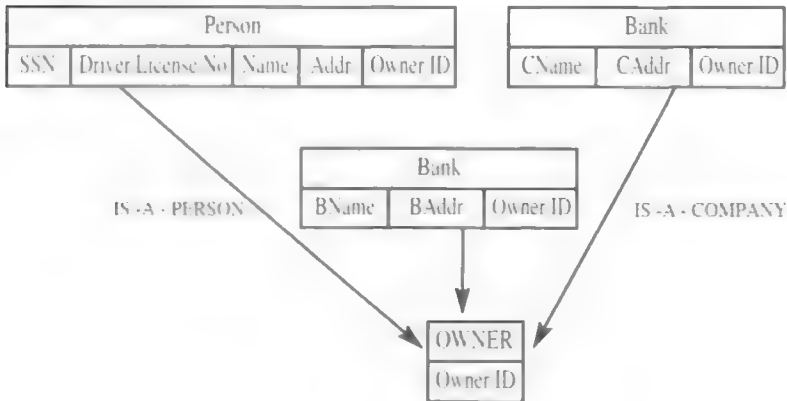 Person
SSN Driver License No Name Addr Owner ID
Bank
CName CAddr Owner ID
Bank
BName BAddr Owner ID
IS -A - PERSON
IS -A - COMPANY
OWNER
Owner ID